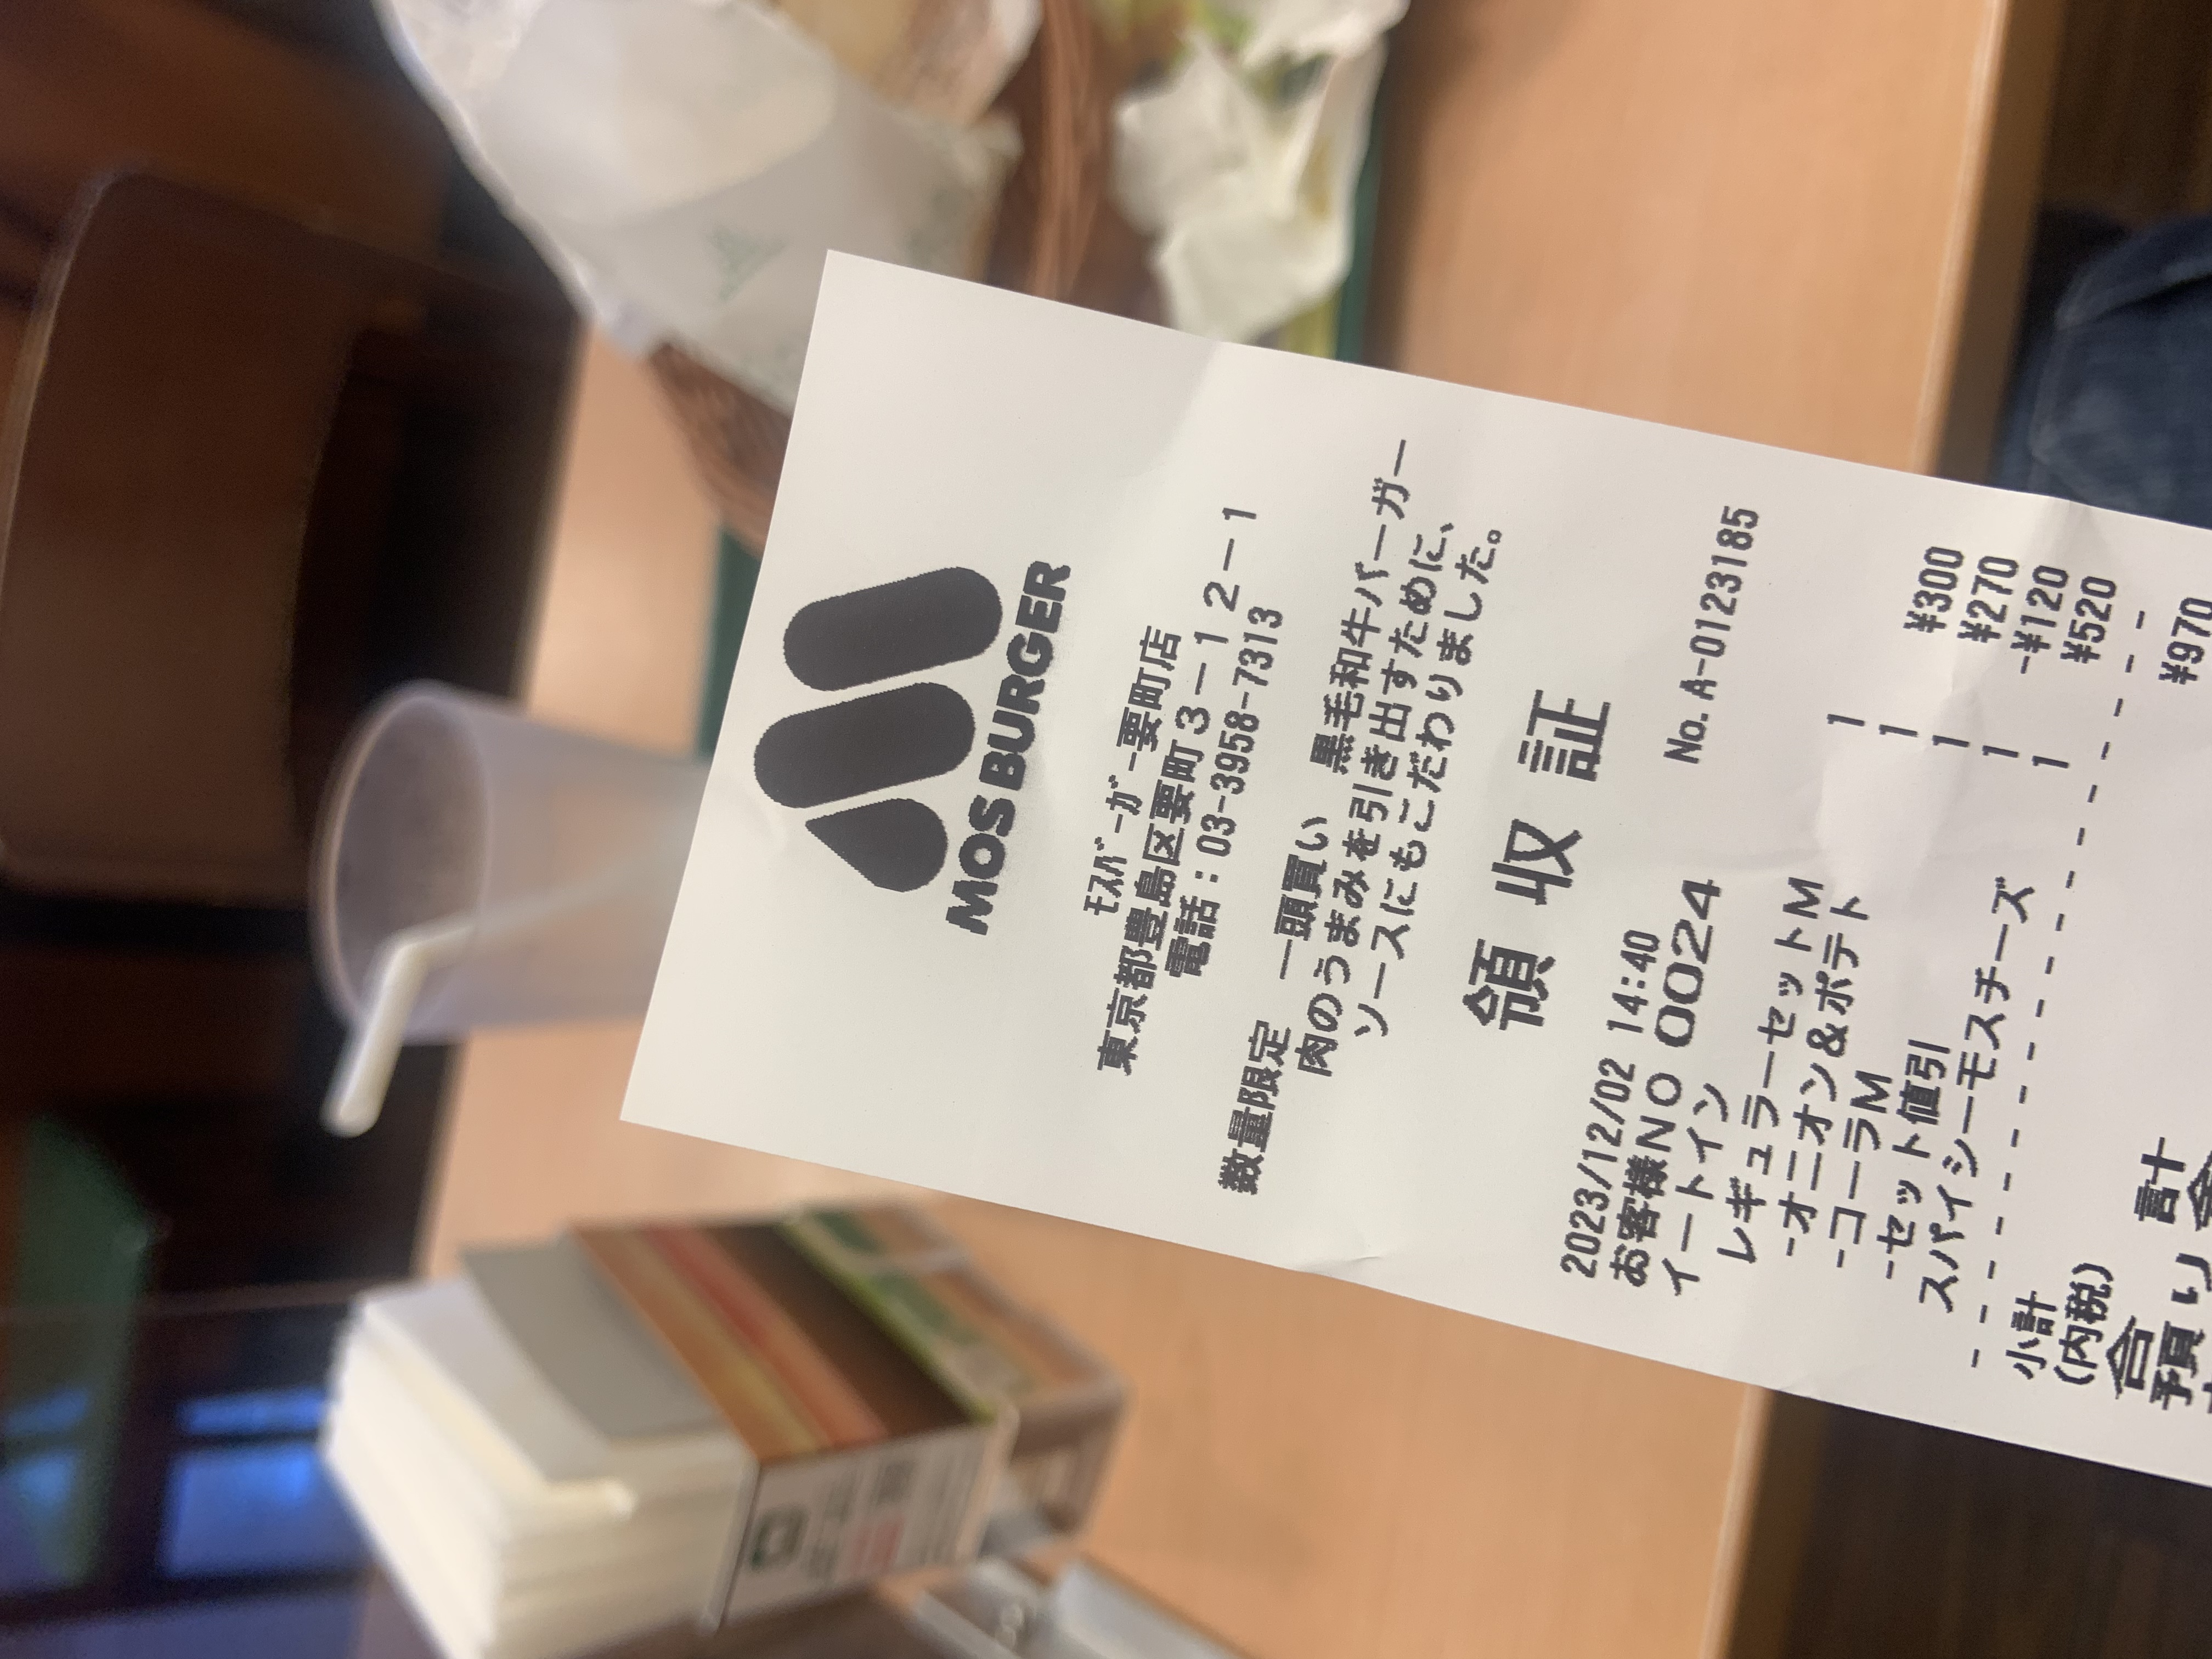 MOS BURGER
ﾓｽﾊﾞｰｶﾞｰ要町店
東京都豊島区要町３－１２－１
電話：03-3958-7313
数量限定　一頭買い　黒毛和牛バーガー
肉のうまみを引き出すために、
ソースにもこだわりました。
領収証
2023/12/02 14:40 No.A-0123185
お客様NO 0024
イートイン
レギュラーセットM 1
-オニオン&ポテト 1 ¥300
-コーラM 1 ¥270
-セット値引 1 -¥120
スパイシーモスチーズ 1 ¥520
小計 ¥970
(内税)
合 計
預り金